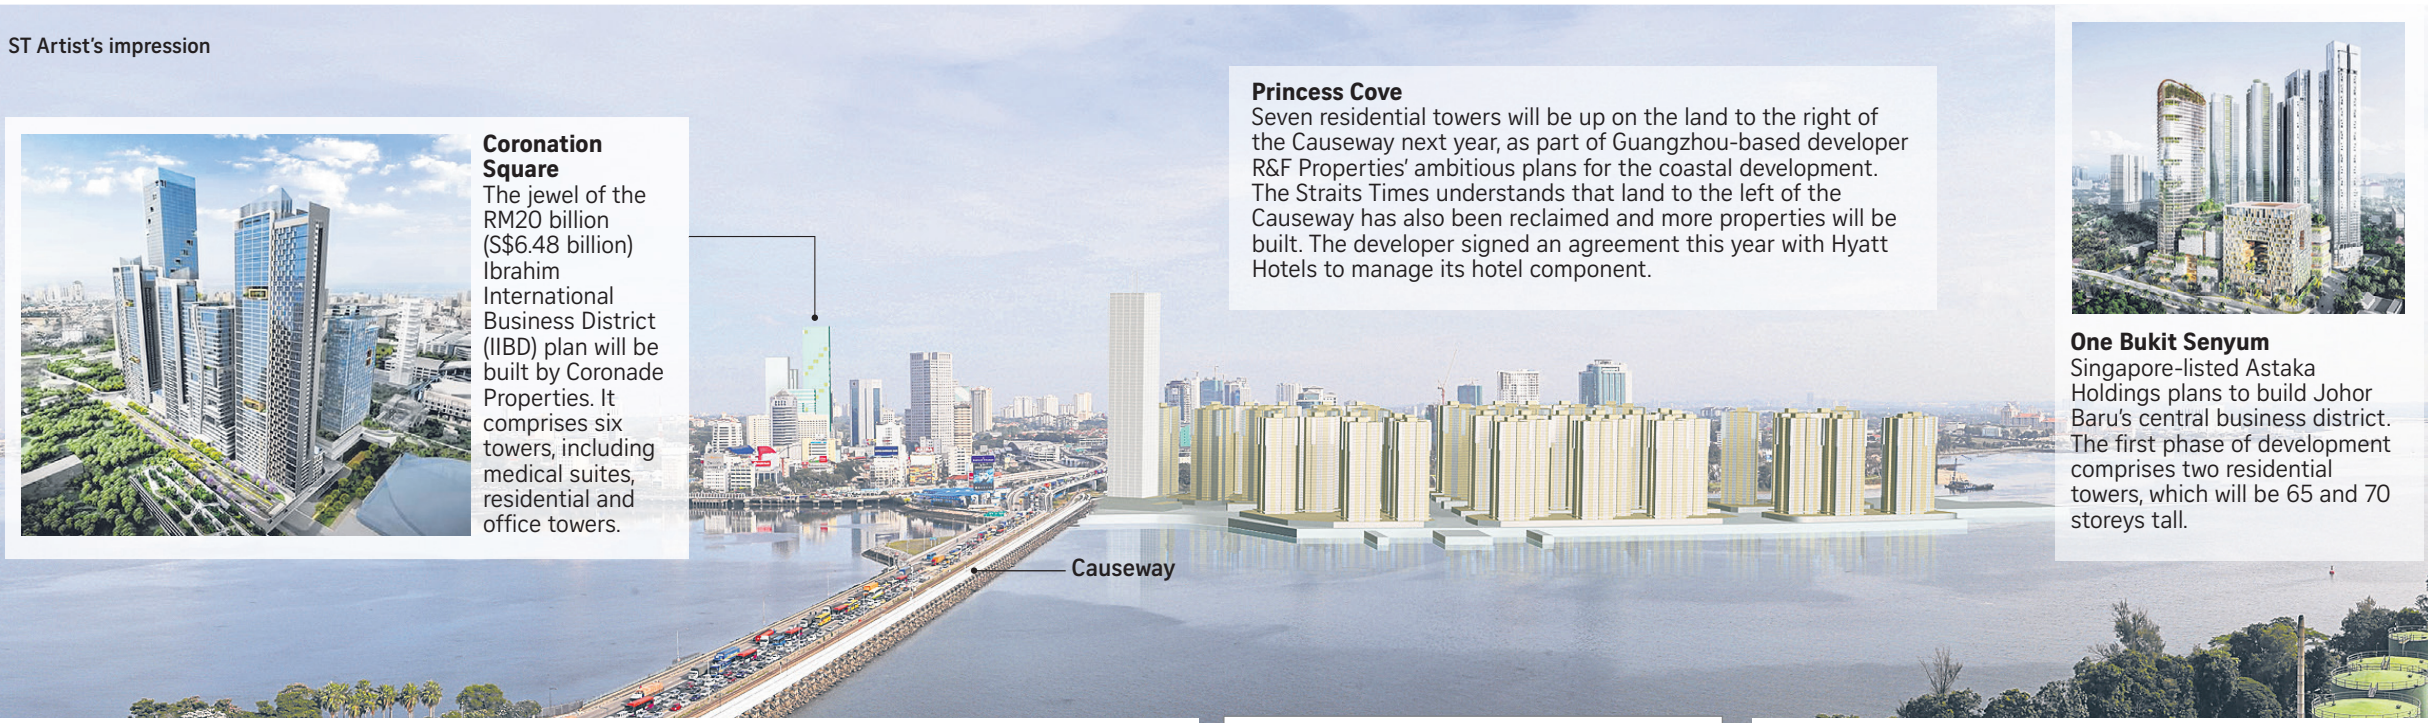 ST Artist's impression
Coronation
Square
The jewel of the
RM20 billion
(S$6.48 billion)
Ibrahim
International
Business District
(IIBD) plan will be
built by Coronade
Properties. It
comprises six
towers, including
medical suites,
residential and
office towers.
Princess Cove
Seven residential towers will be up on the land to the right of
the Causeway next year, as part of Guangzhou-based developer
R&F Properties' ambitious plans for the coastal development.
The Straits Times understands that land to the left of the
Causeway has also been reclaimed and more properties will be
built. The developer signed an agreement this year with Hyatt
Hotels to manage its hotel component.
One Bukit Senyum
Singapore-listed Astaka
Holdings plans to build Johor
Baru's central business district.
The first phase of development
comprises two residential
towers, which will be 65 and 70
storeys tall.
Causeway